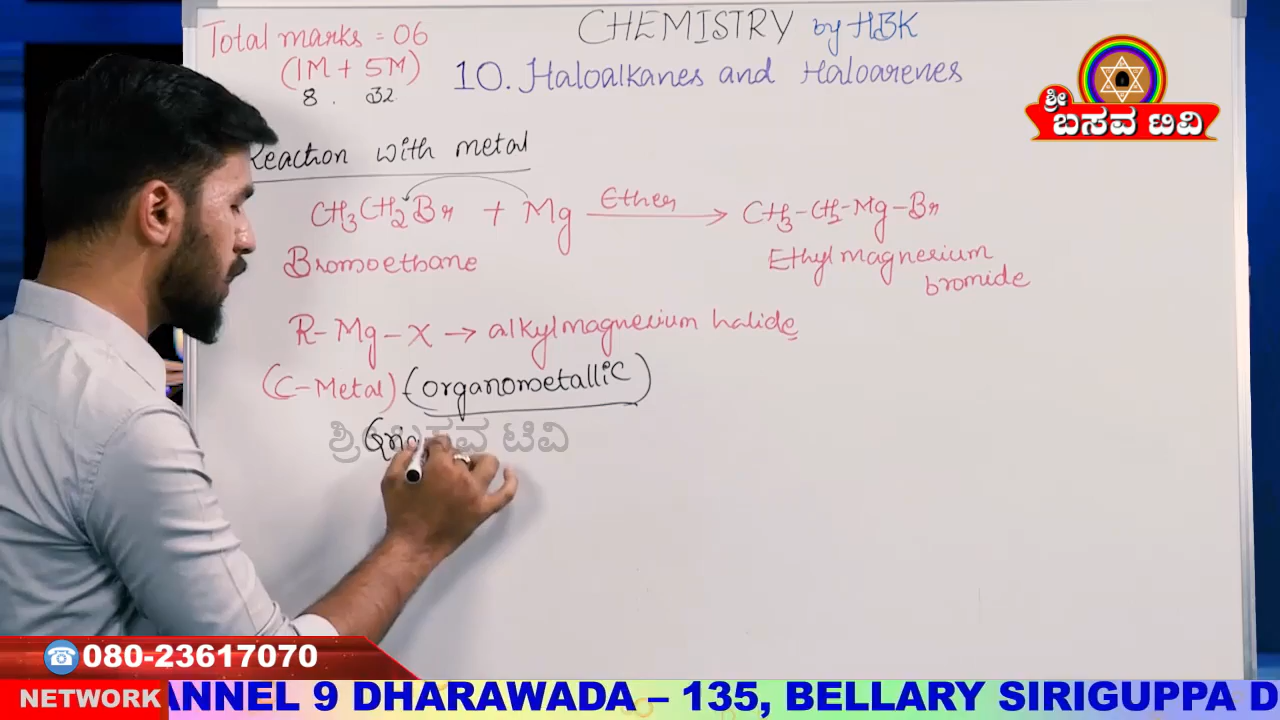 Total marks = 06
(1M + 5M)
8 . 32
CHEMISTRY by HBK
10. Haloalkanes and Haloarenes
ಶ್ರೀ
ಬಸವ ಟಿವಿ
Reaction with metal
CH3CH2Br + Mg Ether → CH3-CH2-Mg-Br
Bromoethane
Ethyl magnesium
bromide
R-Mg-X → alkylmagnesium halide
(C-Metal) (organometallic)
ಶ್ರೀ ಬಸವ ಟಿವಿ
080-23617070
NETWORK ANNEL 9 DHARAWADA – 135, BELLARY SIRIGUPPA D